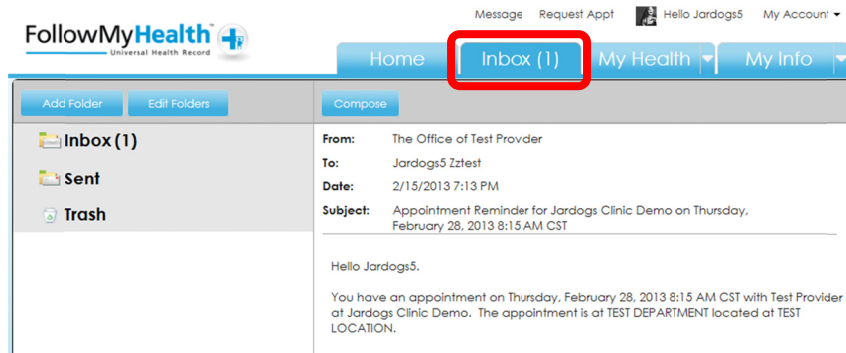 Message Request Appt Hello Jardogs5 My Account
FollowMyHealth
Universal Health Record
Home Inbox (1) My Health My Info
Add Folder Edit Folders Compose
Inbox (1)
Sent
Trash
From: The Office of Test Provder
To: Jardogs5 Zztest
Date: 2/15/2013 7:13 PM
Subject: Appointment Reminder for Jardogs Clinic Demo on Thursday,
February 28, 2013 8:15 AM CST
Hello Jardogs5.
You have an appointment on Thursday, February 28, 2013 8:15 AM CST with Test Provider
at Jardogs Clinic Demo. The appointment is at TEST DEPARTMENT located at TEST
LOCATION.